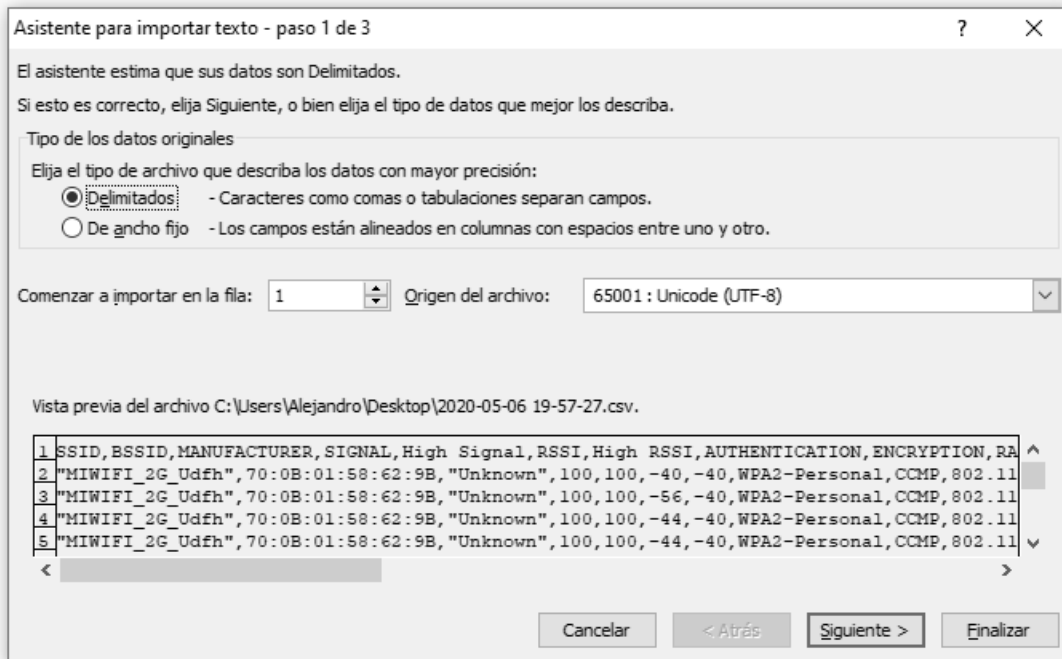 Asistente para importar texto - paso 1 de 3
?
El asistente estima que sus datos son Delimitados.
Si esto es correcto, elija Siguiente, o bien elija el tipo de datos que mejor los describa.
Tipo de los datos originales
Elija el tipo de archivo que describa los datos con mayor precisión:
Delimitados - Caracteres como comas o tabulaciones separan campos.
De ancho fijo - Los campos están alineados en columnas con espacios entre uno y otro.
Comenzar a importar en la fila: 1 Origen del archivo: 65001 : Unicode (UTF-8)
Vista previa del archivo C:\Users\Alejandro\Desktop\2020-05-06 19-57-27.csv.
1 SSID,BSSID,MANUFACTURER,SIGNAL,High Signal,RSSI,High RSSI,AUTHENTICATION,ENCRYPTION,RA
2 "MIWIFI_2G_Udfh",70:0B:01:58:62:9B,"Unknown",100,100,-40,-40,WPA2-Personal,CCMP,802.11
3 "MIWIFI_2G_Udfh",70:0B:01:58:62:9B,"Unknown",100,100,-56,-40,WPA2-Personal,CCMP,802.11
4 "MIWIFI_2G_Udfh",70:0B:01:58:62:9B,"Unknown",100,100,-44,-40,WPA2-Personal,CCMP,802.11
5 "MIWIFI_2G_Udfh",70:0B:01:58:62:9B,"Unknown",100,100,-44,-40,WPA2-Personal,CCMP,802.11
Cancelar < Atrás Siguiente > Finalizar